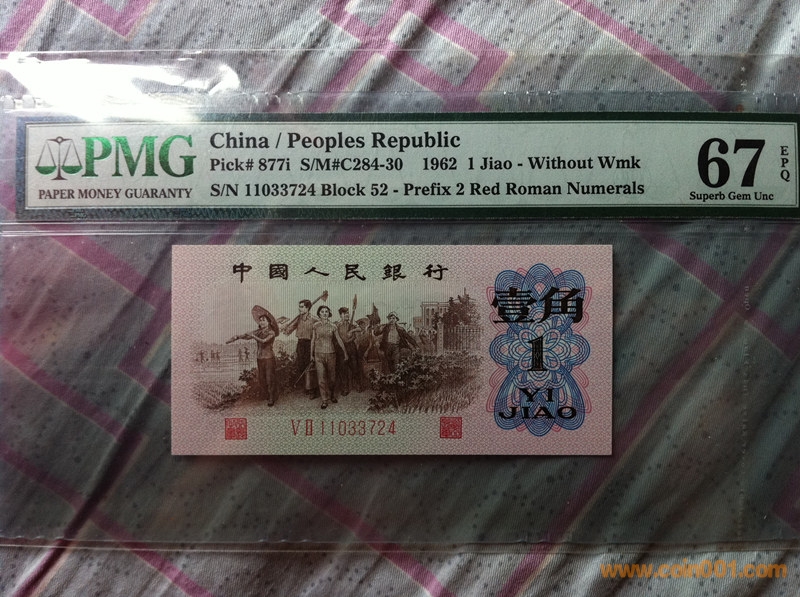 PMG
PAPER MONEY GUARANTY
China / Peoples Republic
Pick# 877i S/M#C284-30 1962 1 Jiao - Without Wmk
S/N 11033724 Block 52 - Prefix 2 Red Roman Numerals
67
EPQ
Superb Gem Unc
中國人民銀行
壹角
1
YI
JIAO
VⅡ 11033724
www.coin001.com